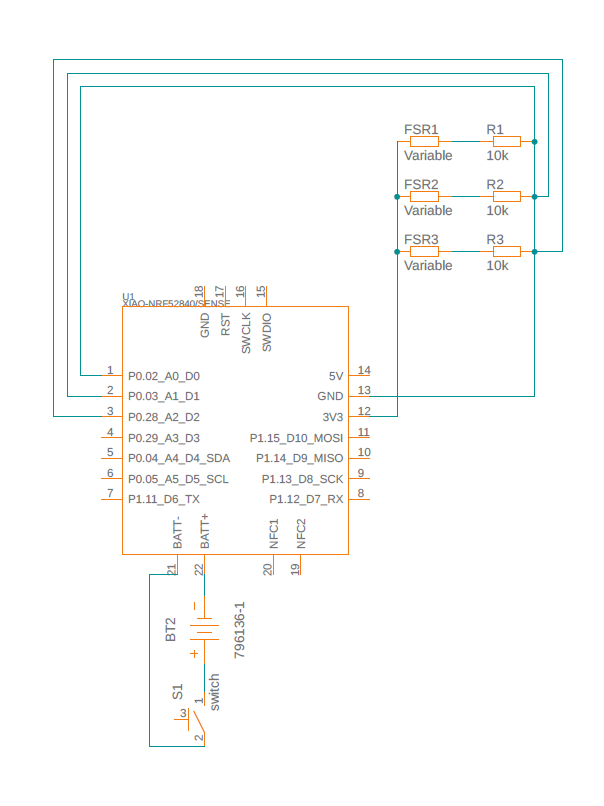 FSR1 R1
Variable 10k
FSR2 R2
Variable 10k
FSR3 R3
Variable 10k
U1
XIAO-NRF52840/SENSE
18 17 16 15
GND RST SWCLK SWDIO
1 P0.02_A0_D0 5V 14
2 P0.03_A1_D1 GND 13
3 P0.28_A2_D2 3V3 12
4 P0.29_A3_D3 P1.15_D10_MOSI 11
5 P0.04_A4_D4_SDA P1.14_D9_MISO 10
6 P0.05_A5_D5_SCL P1.13_D8_SCK 9
7 P1.11_D6_TX P1.12_D7_RX 8
BATT- BATT+ NFC1 NFC2
21 22 20 19
BT2 - + 796136-1
S1 switch
3 1 2